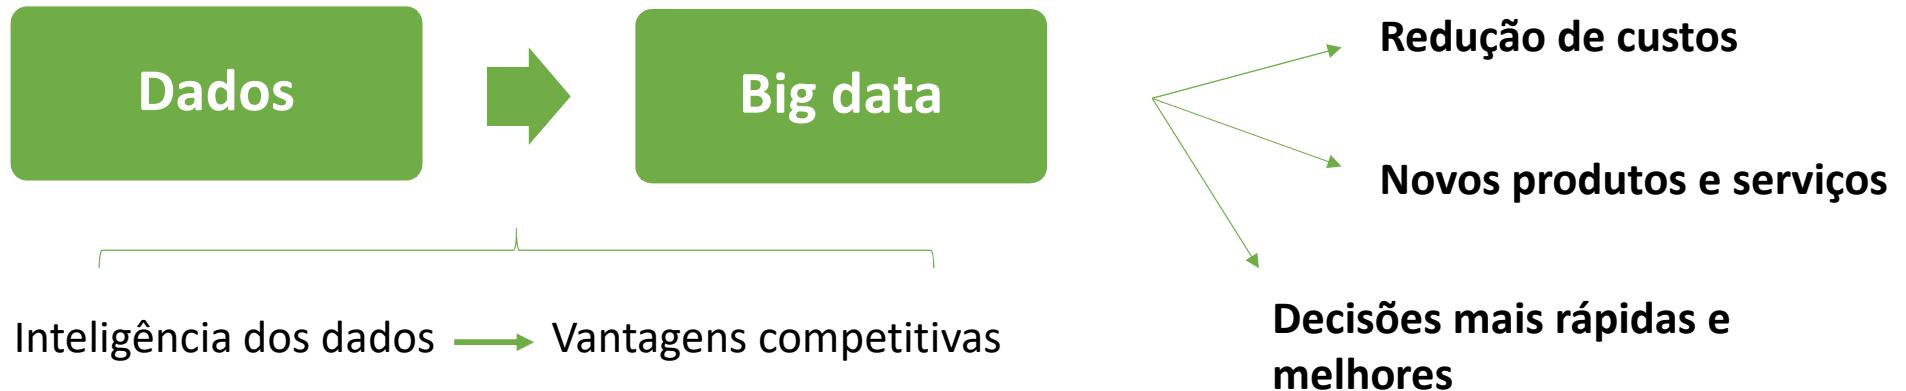 Dados
Big data
Redução de custos
Novos produtos e serviços
Decisões mais rápidas e
melhores
Inteligência dos dados
Vantagens competitivas